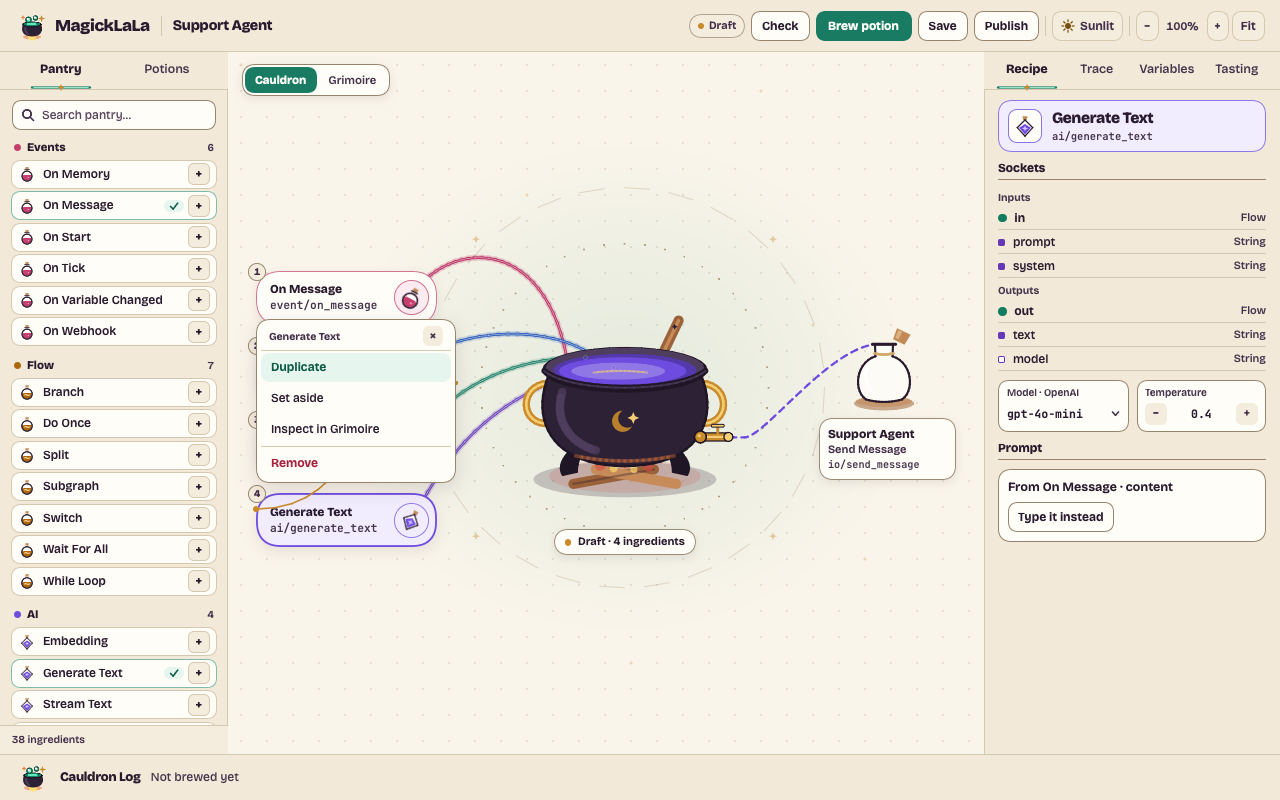 MagickLaLa
Support Agent
Draft
Check
Brew potion
Save
Publish
Sunlit
−
100%
+
Fit
Pantry
Potions
Search pantry...
Events
6
On Memory
+
On Message
+
On Start
+
On Tick
+
On Variable Changed
+
On Webhook
+
Flow
7
Branch
+
Do Once
+
Split
+
Subgraph
+
Switch
+
Wait For All
+
While Loop
+
AI
4
Embedding
+
Generate Text
+
Stream Text
+
38 ingredients
Cauldron
Grimoire
1
On Message
event/on_message
Generate Text
×
Duplicate
Set aside
Inspect in Grimoire
Remove
4
Generate Text
ai/generate_text
Draft · 4 ingredients
Support Agent
Send Message
io/send_message
Recipe
Trace
Variables
Tasting
Generate Text
ai/generate_text
Sockets
Inputs
in
Flow
prompt
String
system
String
Outputs
out
Flow
text
String
model
String
Model · OpenAI
gpt-4o-mini
Temperature
−
0.4
+
Prompt
From On Message · content
Type it instead
Cauldron Log
Not brewed yet